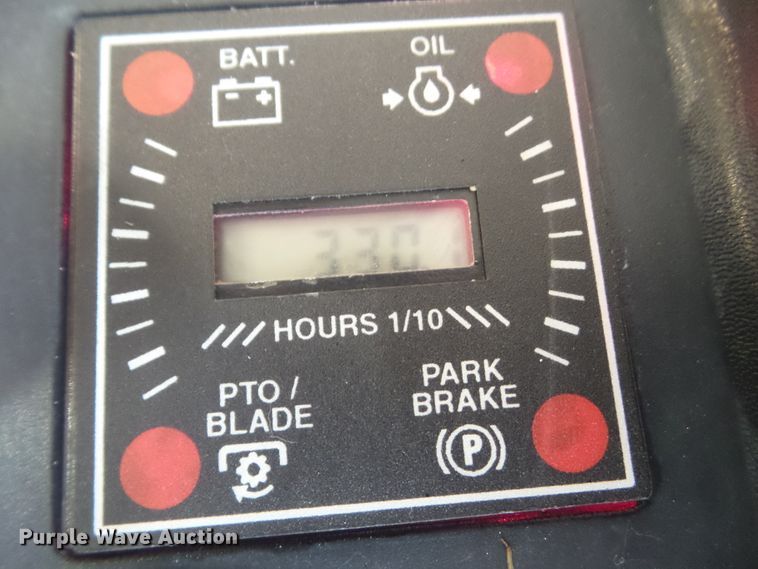 BATT.
OIL
330
HOURS 1/10
PTO /
BLADE
PARK
BRAKE
P
Purple Wave Auction